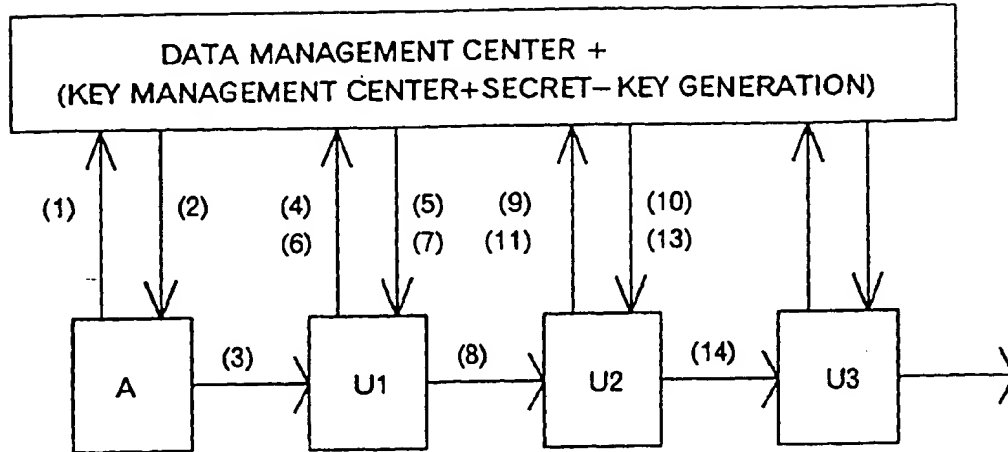 DATA MANAGEMENT CENTER +
(KEY MANAGEMENT CENTER+SECRET-KEY GENERATION)
(1) (2) (4) (5) (9) (10)
(6) (7) (11) (13)
(3) (8) (14)
A U1 U2 U3